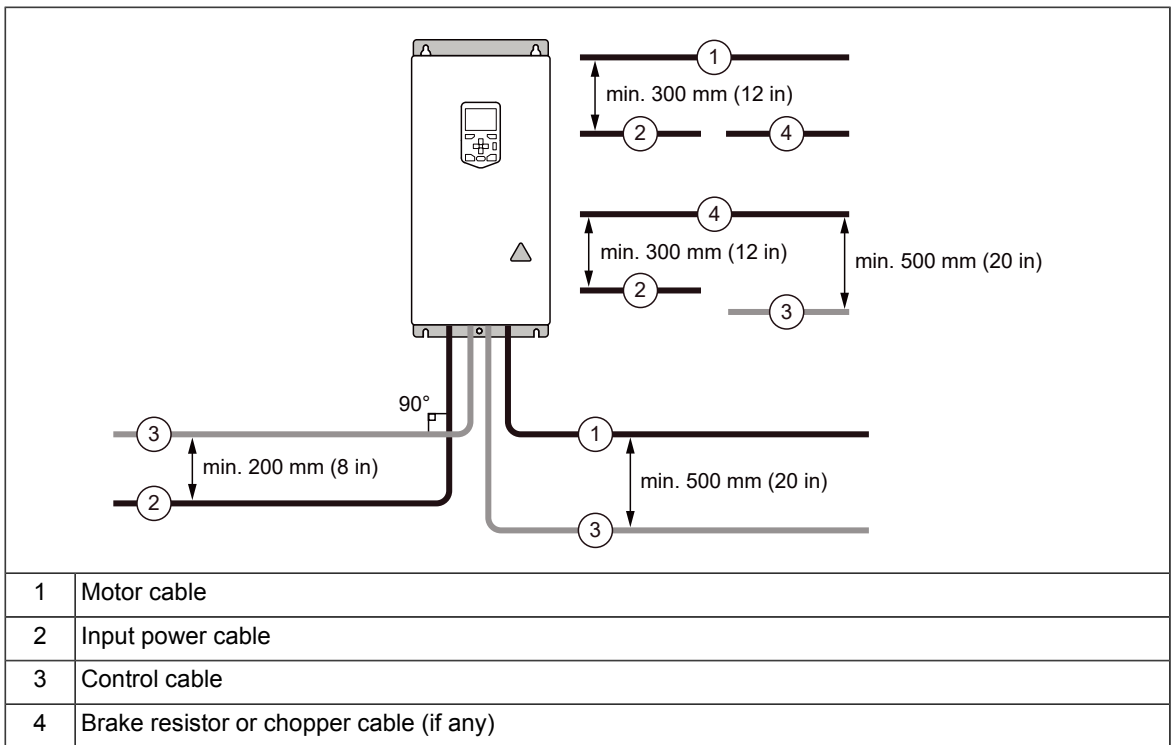 1
min. 300 mm (12 in)
2
4
4
min. 300 mm (12 in)
min. 500 mm (20 in)
2
3
90°
3
1
min. 200 mm (8 in)
min. 500 mm (20 in)
2
3
1 Motor cable
2 Input power cable
3 Control cable
4 Brake resistor or chopper cable (if any)